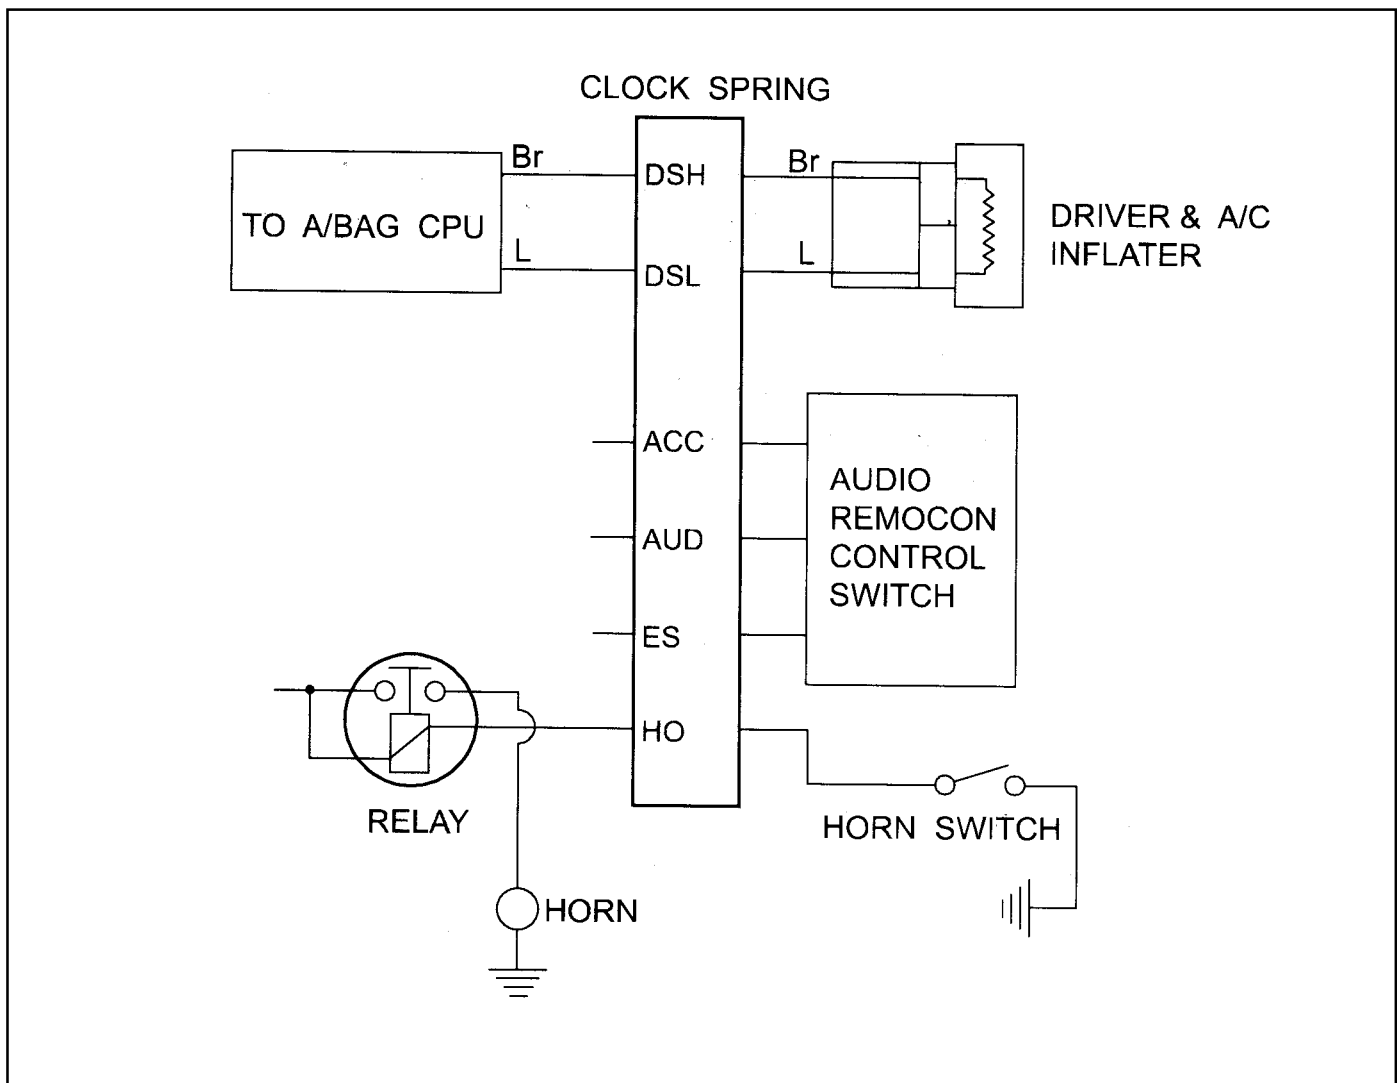 CLOCK SPRING
Br
DSH
Br
TO A/BAG CPU
DRIVER & A/C
INFLATER
L
DSL
L
ACC
AUDIO
REMOCON
CONTROL
SWITCH
AUD
ES
HO
RELAY
HORN SWITCH
HORN